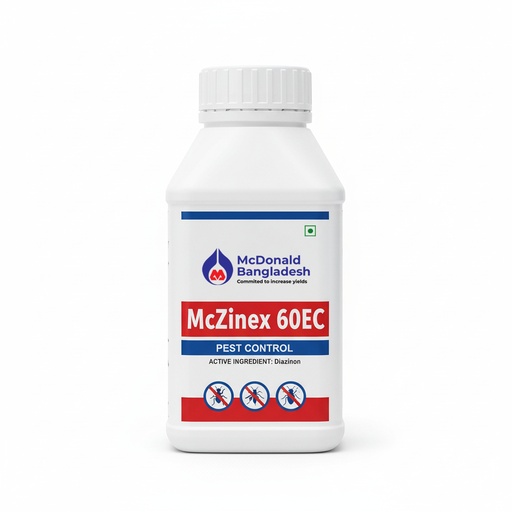 McDonald
Bangladesh
Commited to increase yields
McZinex 60EC
PEST CONTROL
ACTIVE INGREDIENT: Diazinon